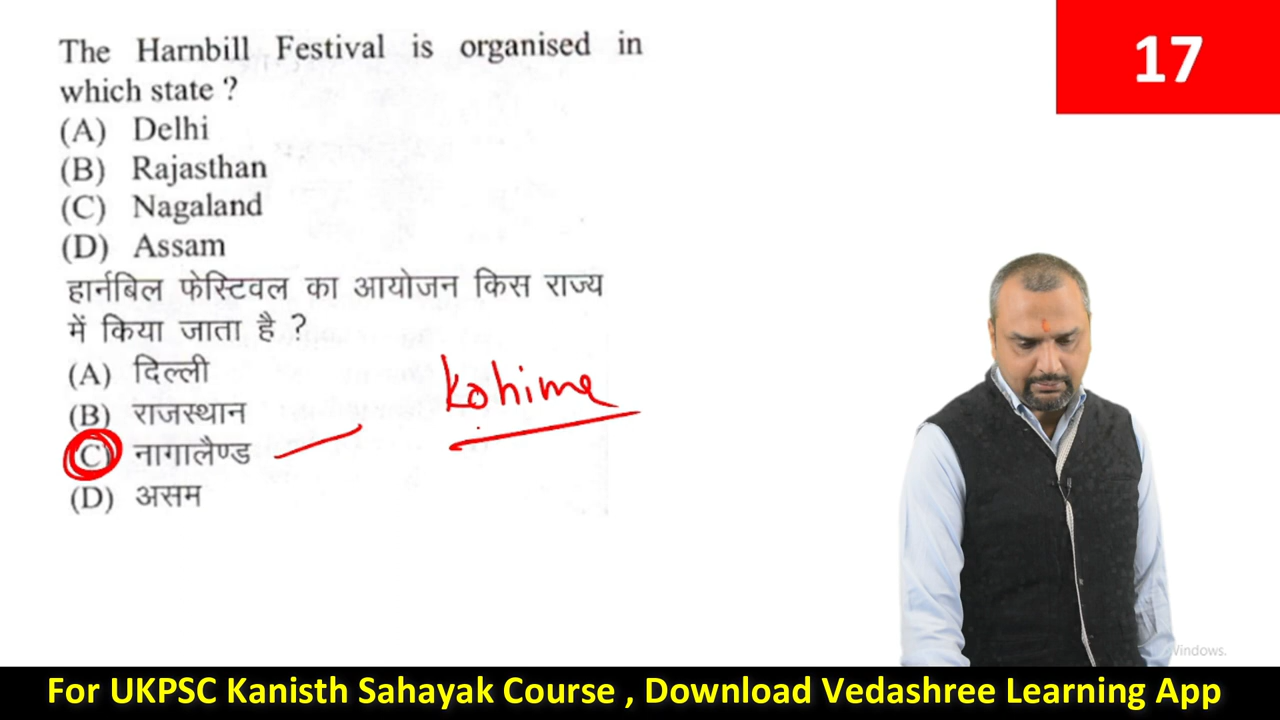 The Harnbill Festival is organised in
which state ?
(A) Delhi
(B) Rajasthan
(C) Nagaland
(D) Assam
हार्नबिल फेस्टिवल का आयोजन किस राज्य
में किया जाता है ?
(A) दिल्ली
(B) राजस्थान
(C) नागालैण्ड
(D) असम
Kohima
17
Windows.
For UKPSC Kanisth Sahayak Course , Download Vedashree Learning App